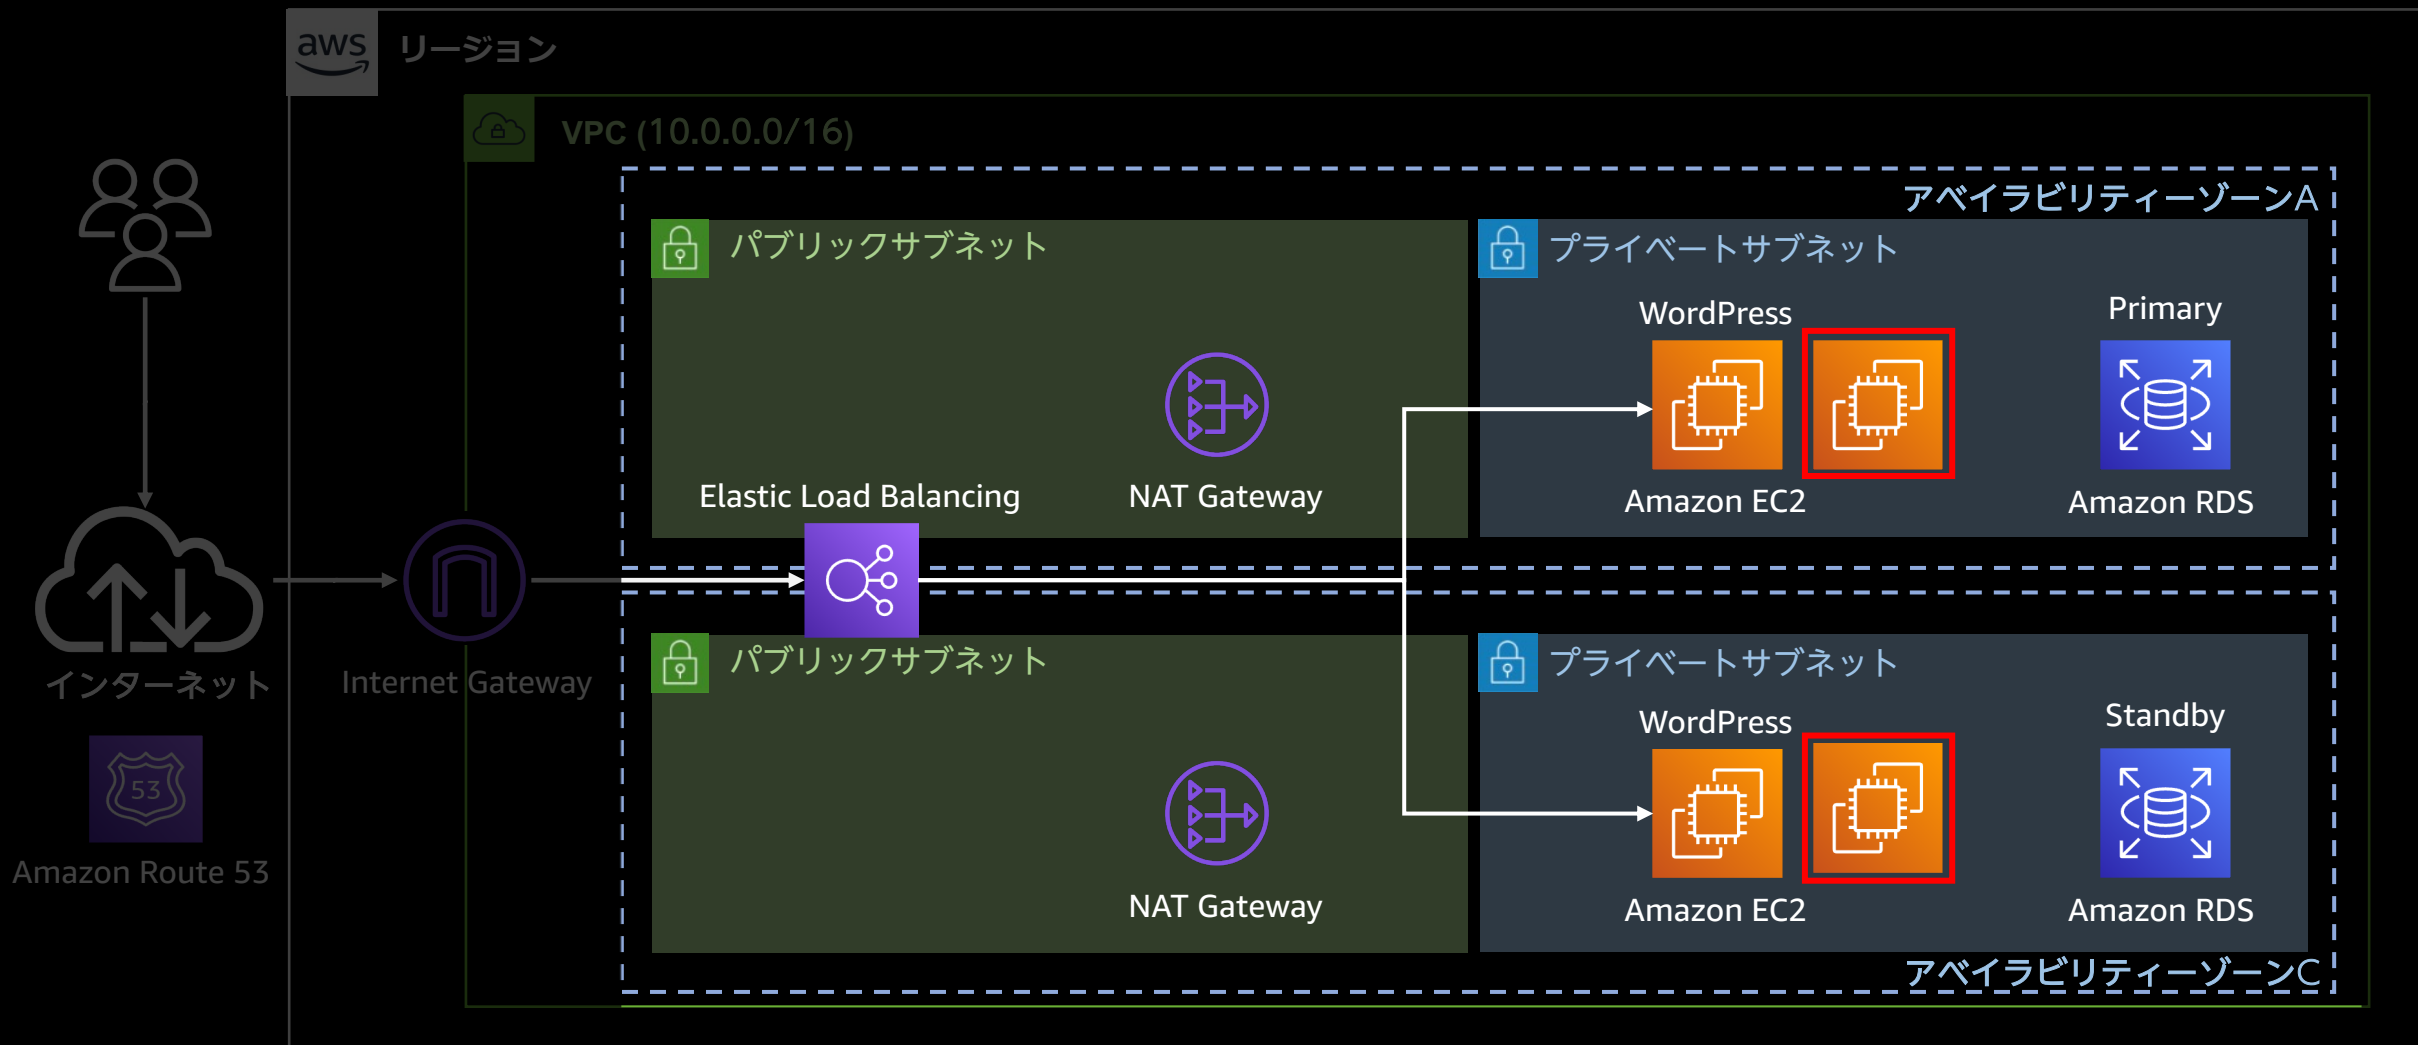 aws
リージョン
VPC (10.0.0.0/16)
アベイラビリティーゾーンA
パブリックサブネット
プライベートサブネット
WordPress
Primary
Elastic Load Balancing
NAT Gateway
Amazon EC2
Amazon RDS
インターネット
Internet Gateway
パブリックサブネット
プライベートサブネット
WordPress
Standby
53
Amazon Route 53
NAT Gateway
Amazon EC2
Amazon RDS
アベイラビリティーゾーンC